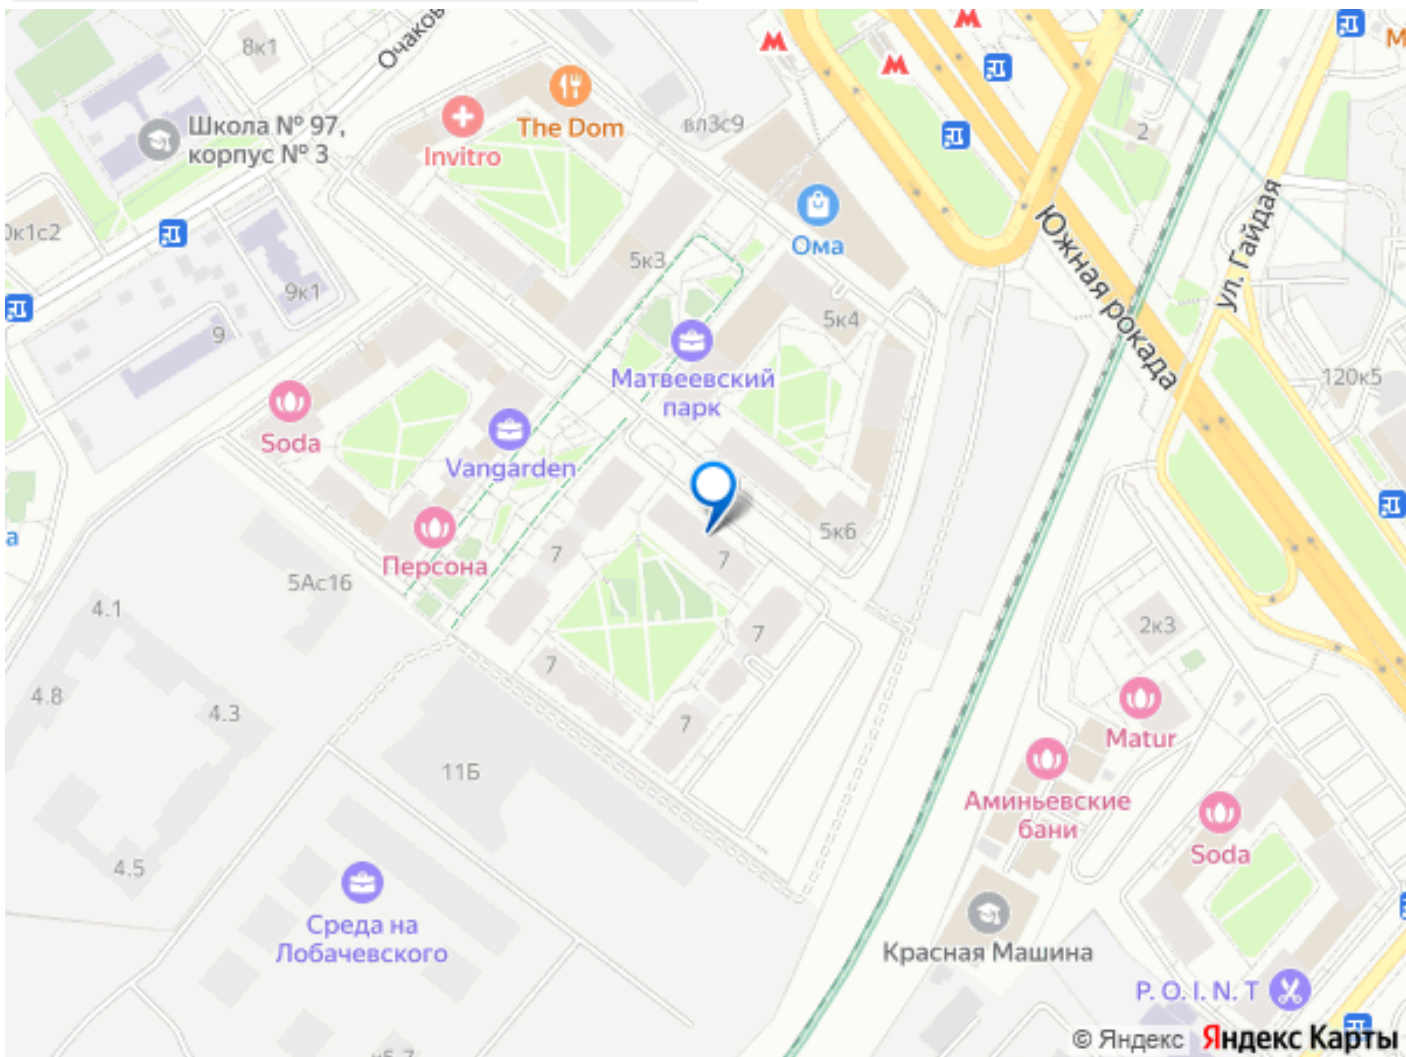 8к1
Очаков
М
Школа № 97,
корпус № 3
Invitro
The Dom
вл3с9
2
Ома
Южная рокада
ул. Гайдая
0к1с2
9к1
9
5к3
5к4
120к5
Матвеевский
парк
Soda
Vangarden
5к6
Персона
7
7
7
7
7
5Ас16
4.1
4.8
4.3
4.5
11Б
2к3
Matur
Аминьевские
бани
Soda
Среда на
Лобачевского
Красная Машина
P. O. I. N. T
© Яндекс Яндекс Карты